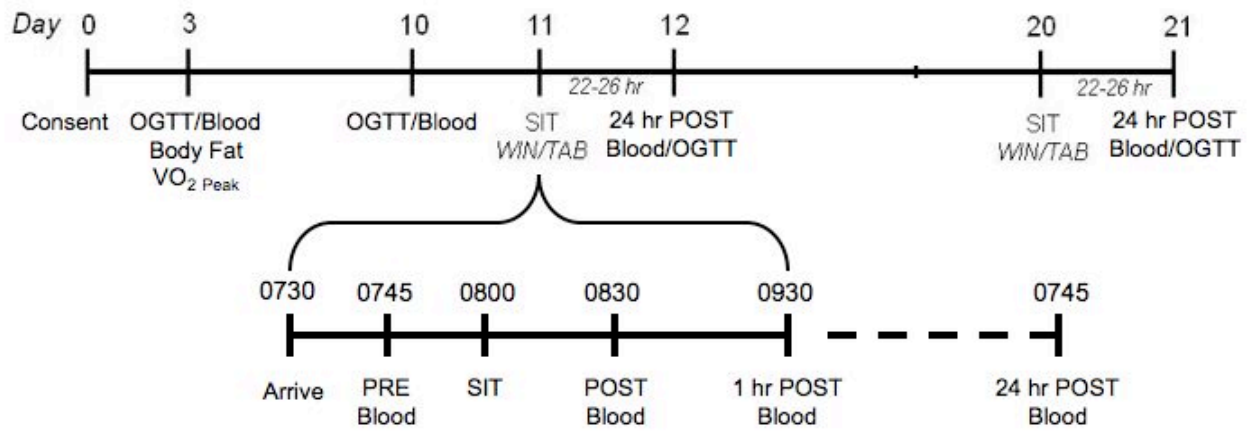 Day 0 3 10 11 12 20 21
22-26 hr 22-26 hr
Consent OGTT/Blood OGTT/Blood SIT 24 hr POST SIT 24 hr POST
Body Fat WIN/TAB Blood/OGTT WIN/TAB Blood/OGTT
VO2 Peak
0730 0745 0800 0830 0930 0745
Arrive PRE SIT POST 1 hr POST 24 hr POST
Blood Blood Blood Blood